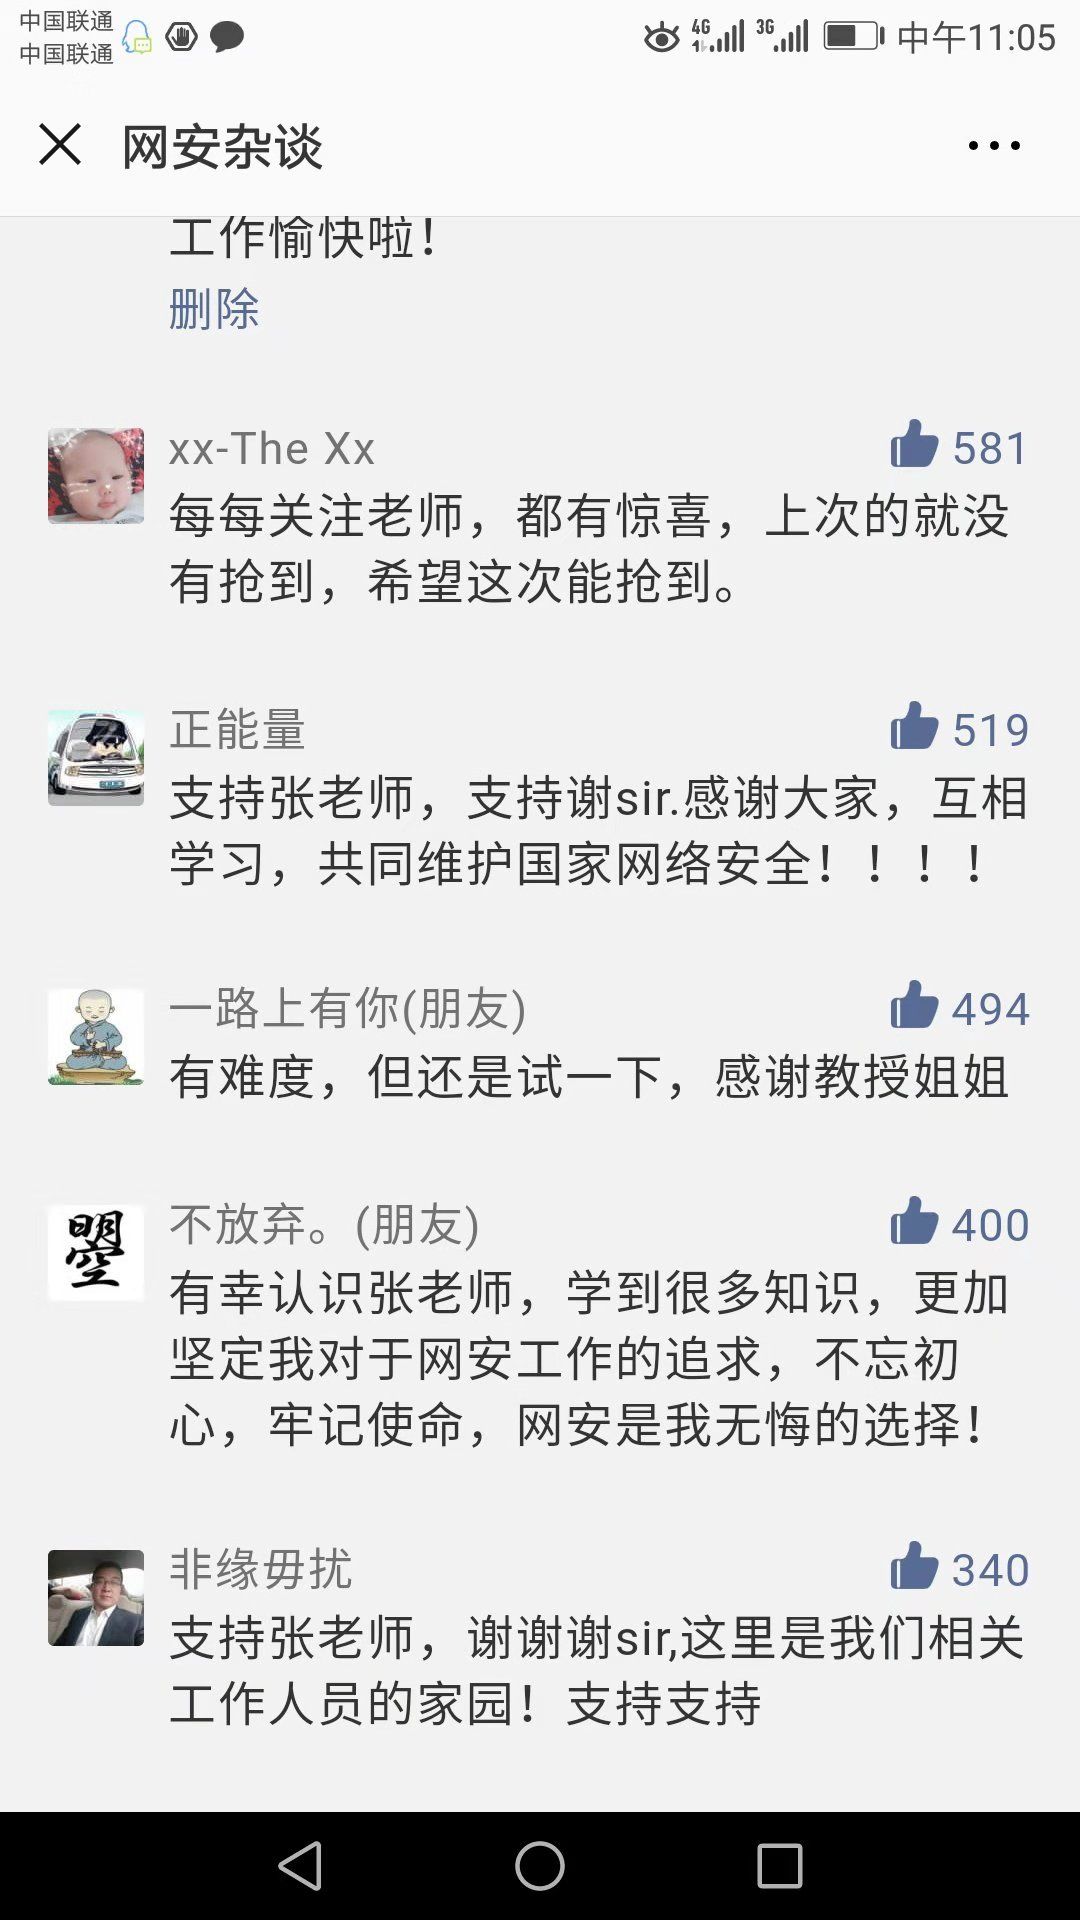 中国联通
中国联通
4G 3G 中午11:05
网安杂谈
工作愉快啦！
删除
xx-The Xx 581
每每关注老师，都有惊喜，上次的就没
有抢到，希望这次能抢到。
正能量 519
支持张老师，支持谢sir.感谢大家，互相
学习，共同维护国家网络安全！！！！
一路上有你(朋友) 494
有难度，但还是试一下，感谢教授姐姐
明空
不放弃。(朋友) 400
有幸认识张老师，学到很多知识，更加
坚定我对于网安工作的追求，不忘初
心，牢记使命，网安是我无悔的选择！
非缘毋扰 340
支持张老师，谢谢谢sir,这里是我们相关
工作人员的家园！支持支持